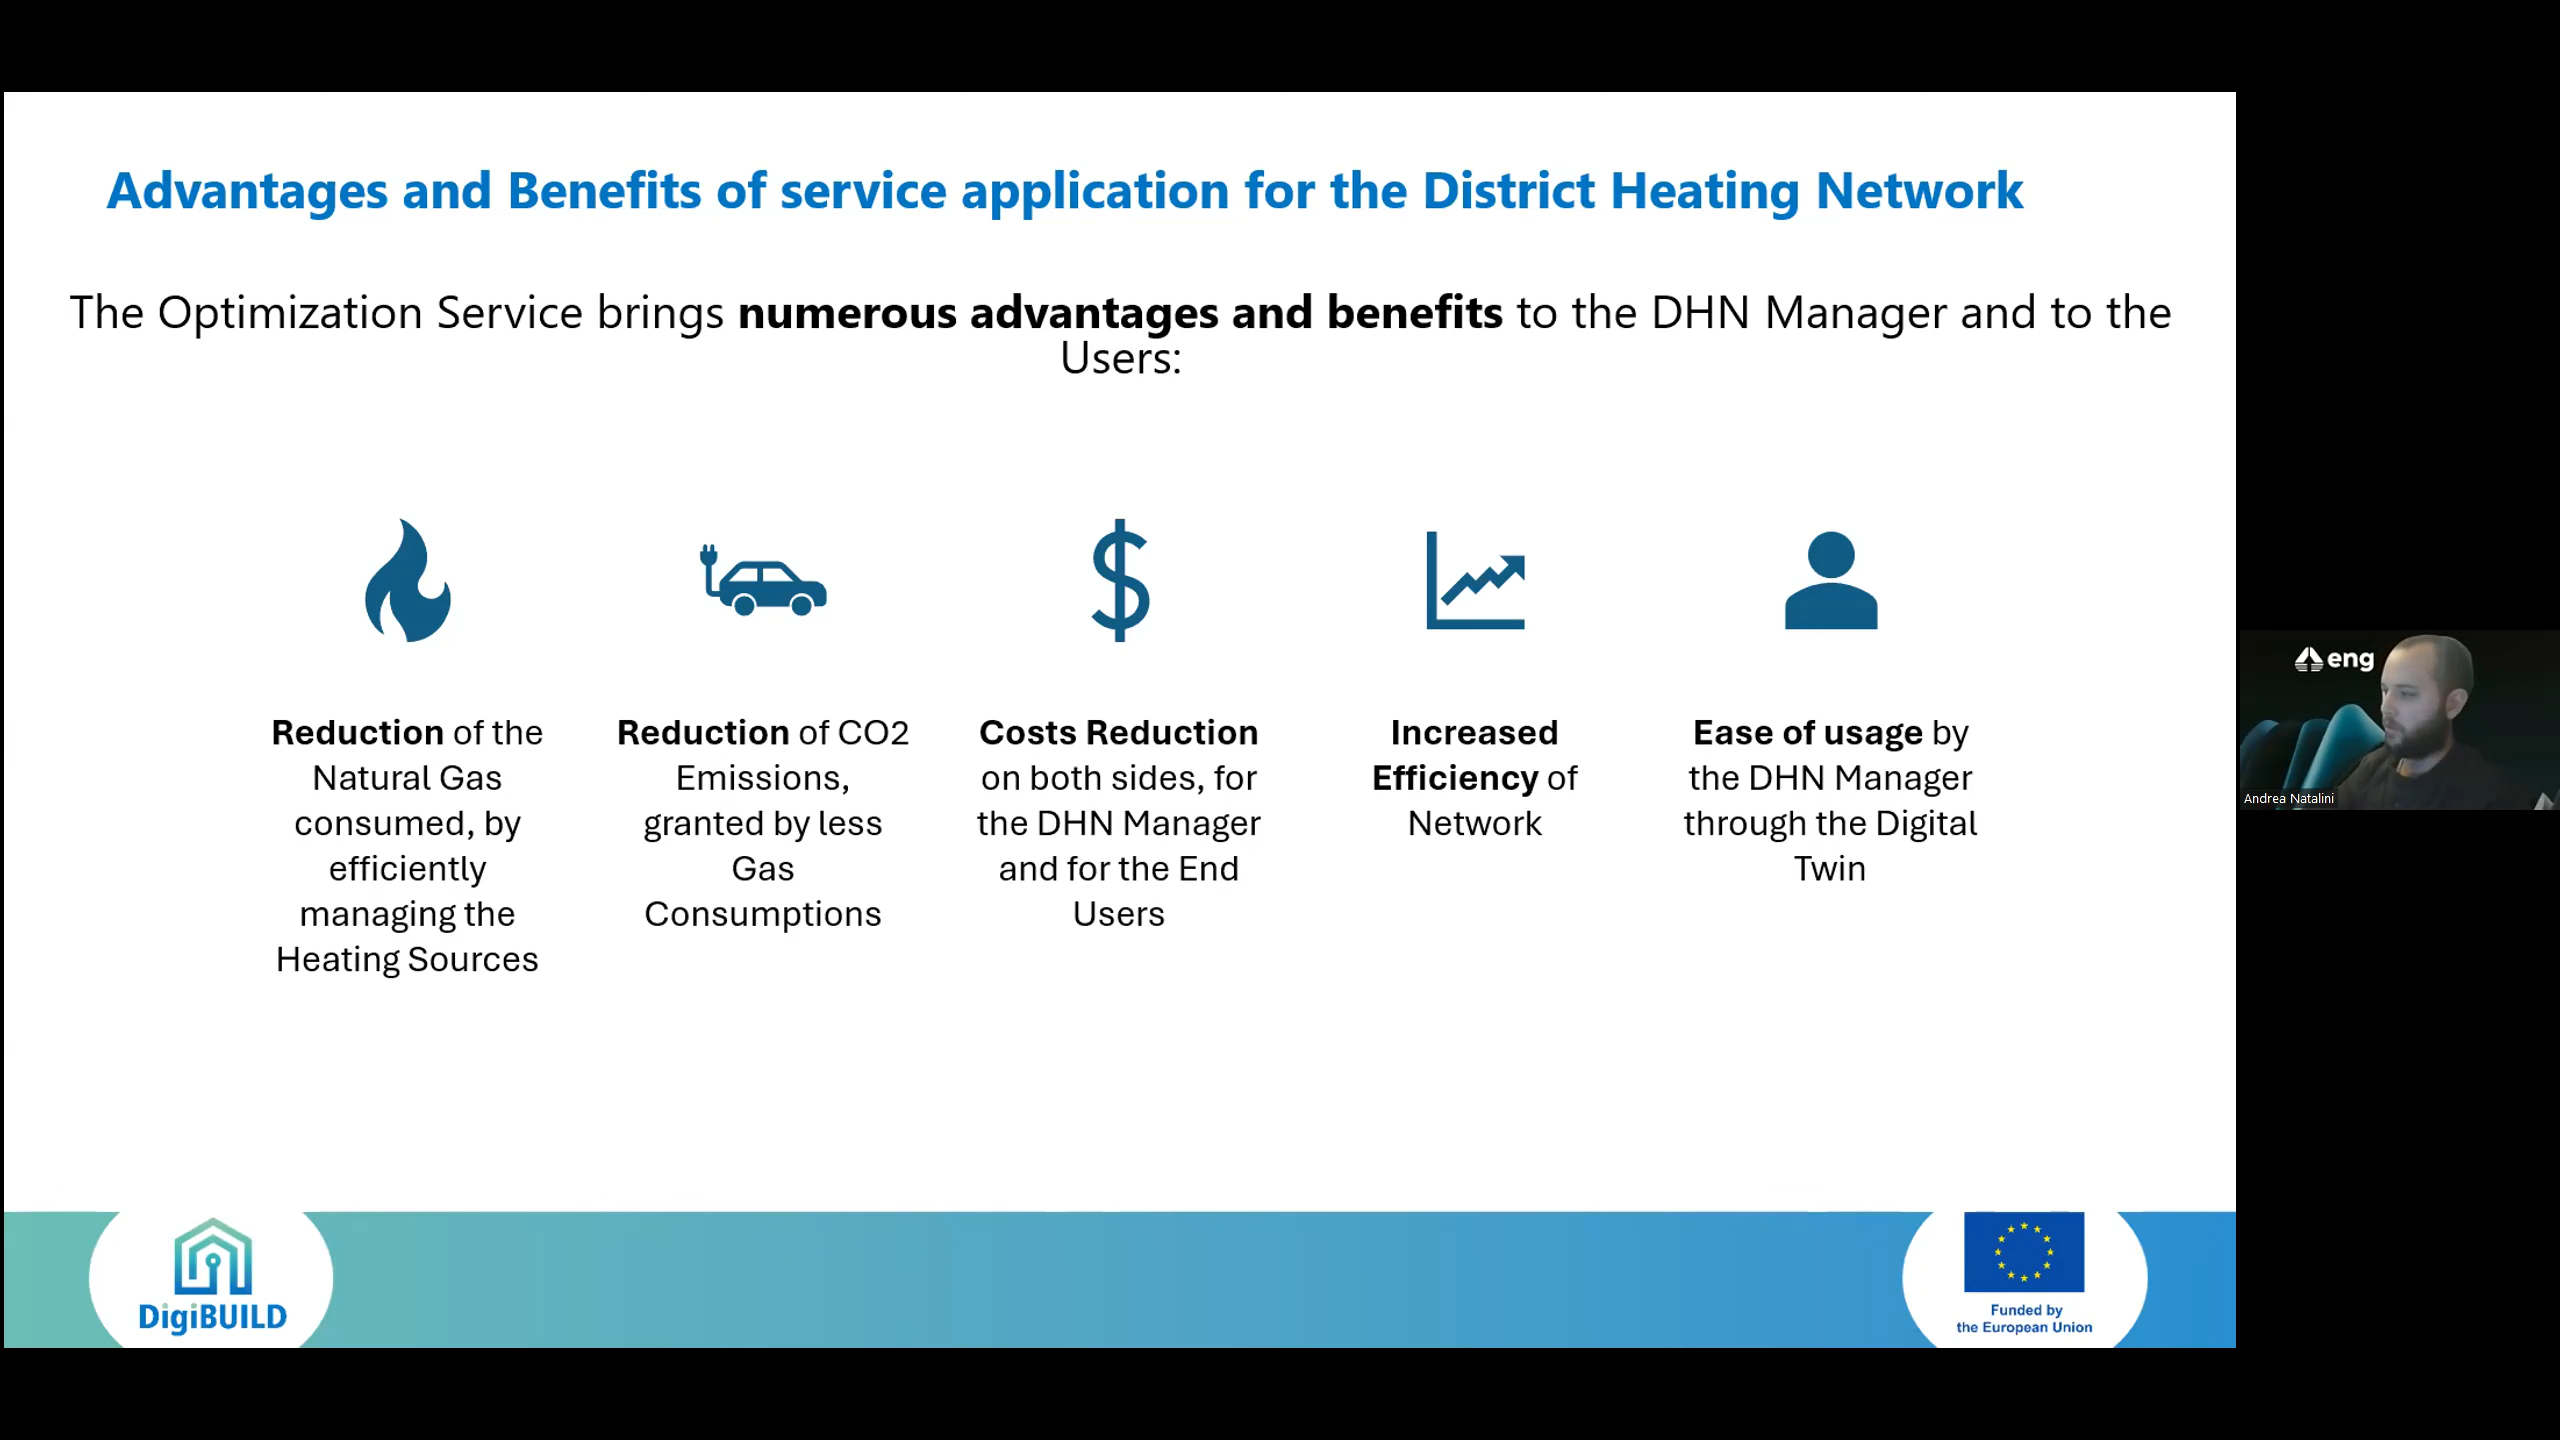 Advantages and Benefits of service application for the District Heating Network
The Optimization Service brings numerous advantages and benefits to the DHN Manager and to the
Users:
Reduction of the
Natural Gas
consumed, by
efficiently
managing the
Heating Sources
Reduction of CO2
Emissions,
granted by less
Gas
Consumptions
Costs Reduction
on both sides, for
the DHN Manager
and for the End
Users
Increased
Efficiency of
Network
Ease of usage by
the DHN Manager
through the Digital
Twin
eng
Andrea Natalini
DigiBUILD
Funded by
the European Union